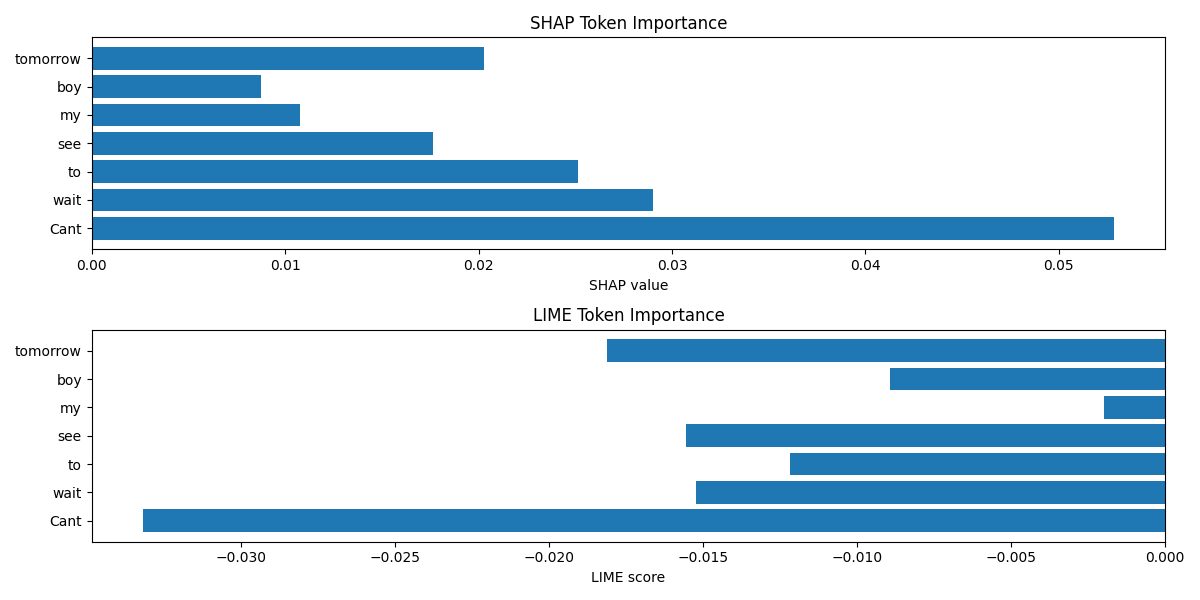 SHAP Token Importance
tomorrow
boy
my
see
to
wait
Cant
0.00 0.01 0.02 0.03 0.04 0.05
SHAP value
LIME Token Importance
tomorrow
boy
my
see
to
wait
Cant
−0.030 −0.025 −0.020 −0.015 −0.010 −0.005 0.000
LIME score